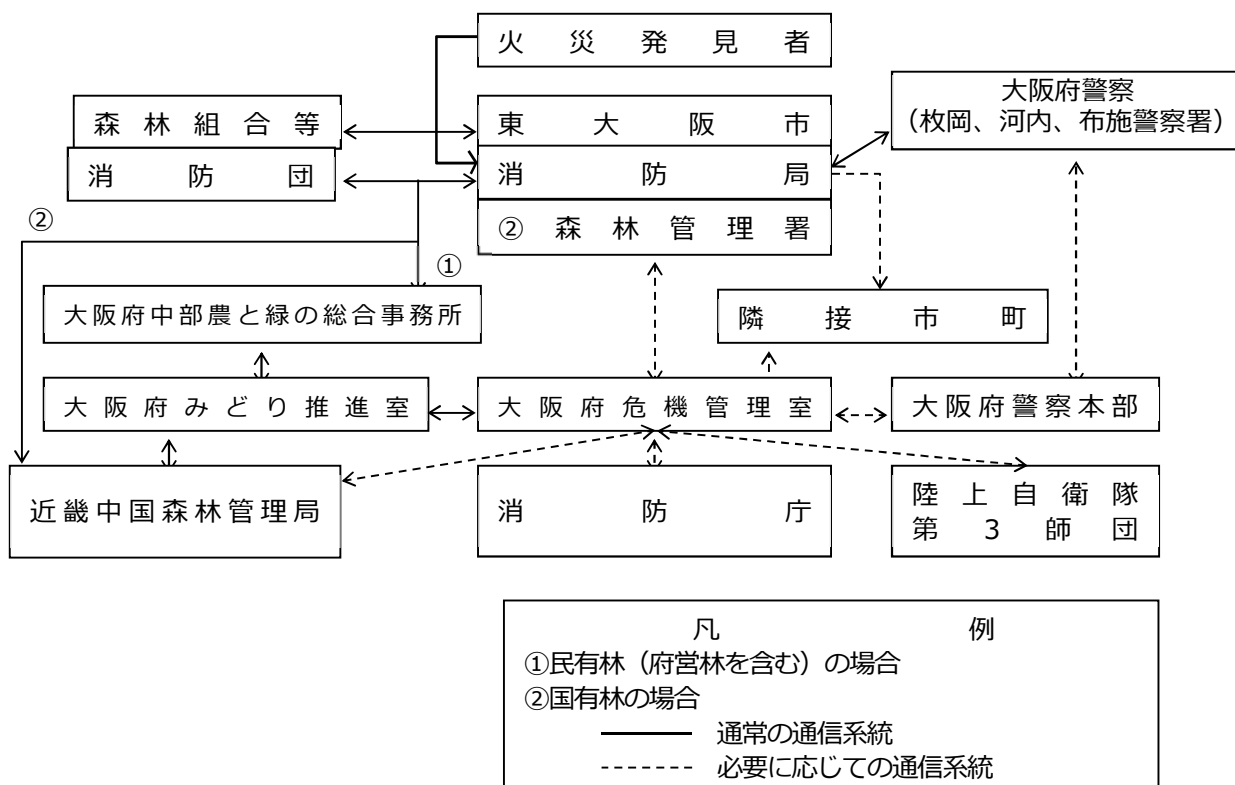 火災発見者
大阪府警察
（枚岡、河内、布施警察署）
森林組合等
東大阪市
消防団
消防局
②
②森林管理署
①
大阪府中部農と緑の総合事務所
隣接市町
大阪府みどり推進室
大阪府危機管理室
大阪府警察本部
近畿中国森林管理局
消防庁
陸上自衛隊
第3師団
凡例
①民有林（府営林を含む）の場合
②国有林の場合
通常の通信系統
必要に応じての通信系統